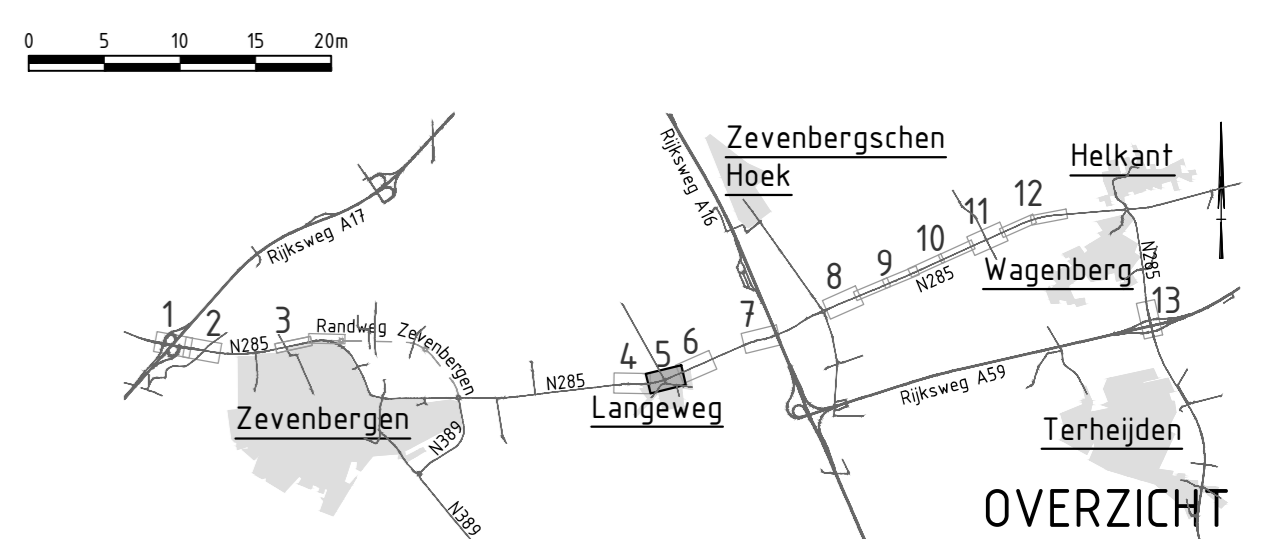 0 5 10 15 20m
Zevenbergschen
Hoek
Helkant
Rijksweg A16
Rijksweg A17
12
11
10
9
8
N285
N285
Wagenberg
13
1
2
3
N285
Randweg Zevenbergen
7
6
5
4
N285
Langeweg
Rijksweg A59
Zevenbergen
N389
N389
Terheijden
OVERZICHT